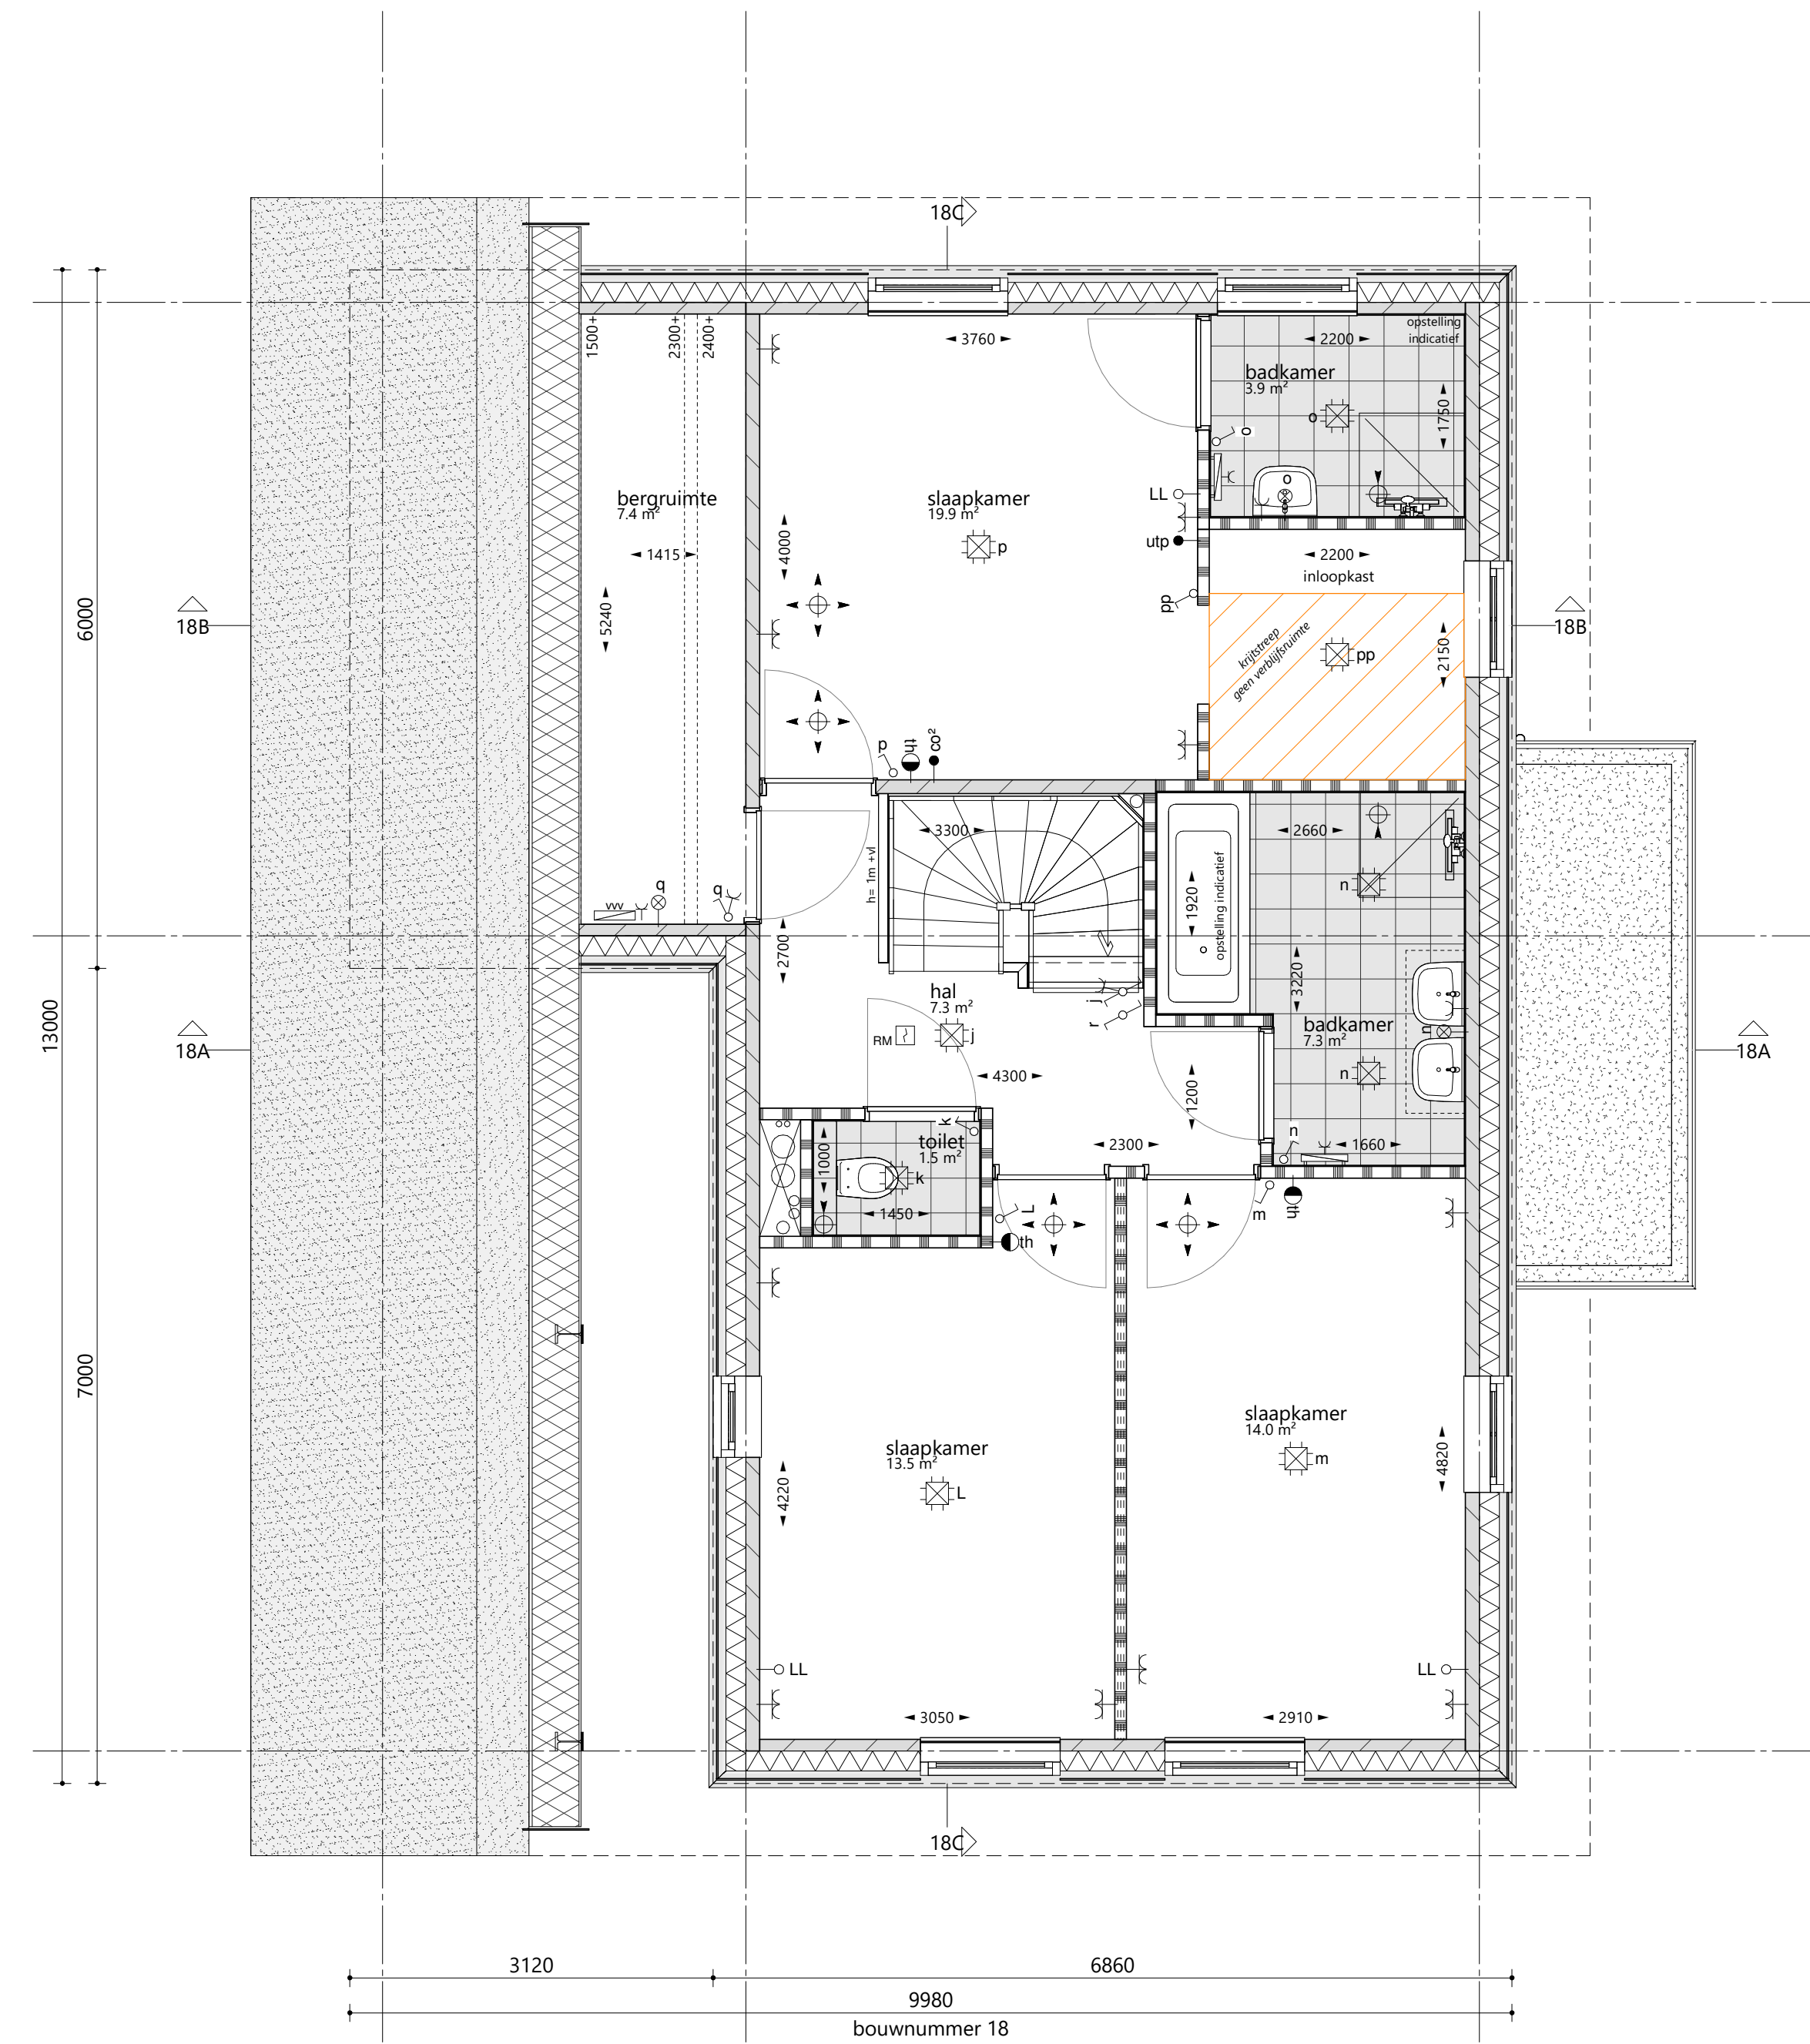 18C
1500+
2300+
2400+
3760
2200
opstelling
indicatief
badkamer
3.9 m²
1750
o
o
o
bergruimte
7.4 m²
slaapkamer
19.9 m²
LL
1415
4000
p
utp
2200
inloopkast
5240
6000
18B
18B
pp
krijtstreep
geen verblijfsruimte
pp
2150
p
th
co²
3300
2660
h= 1m +vl
opstelling indicatief
1920
n
vvv
q
q
2700
3220
hal
7.3 m²
j
r
RM
j
badkamer
7.3 m²
n
n
13000
18A
18A
4300
1200
k
toilet
1.5 m²
1000
k
2300
n
1660
1450
L
th
m
th
7000
slaapkamer
13.5 m²
L
slaapkamer
14.0 m²
m
4220
4820
LL
LL
3050
2910
18C
3120
6860
9980
bouwnummer 18